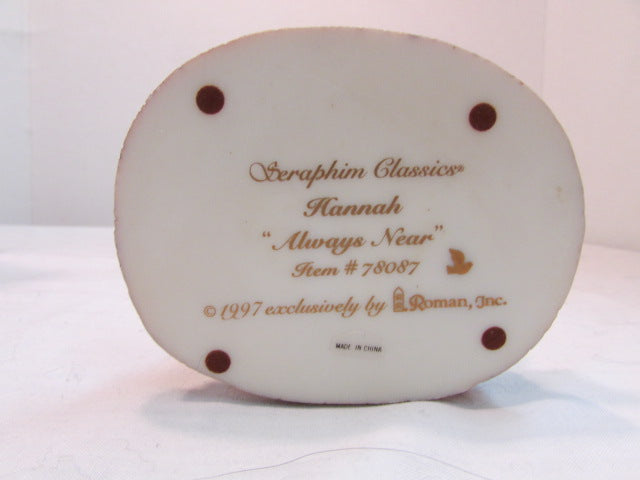 Seraphim Classics®
Hannah
"Always Near"
Item # 78087
© 1997 exclusively by Roman, Inc.
MADE IN CHINA